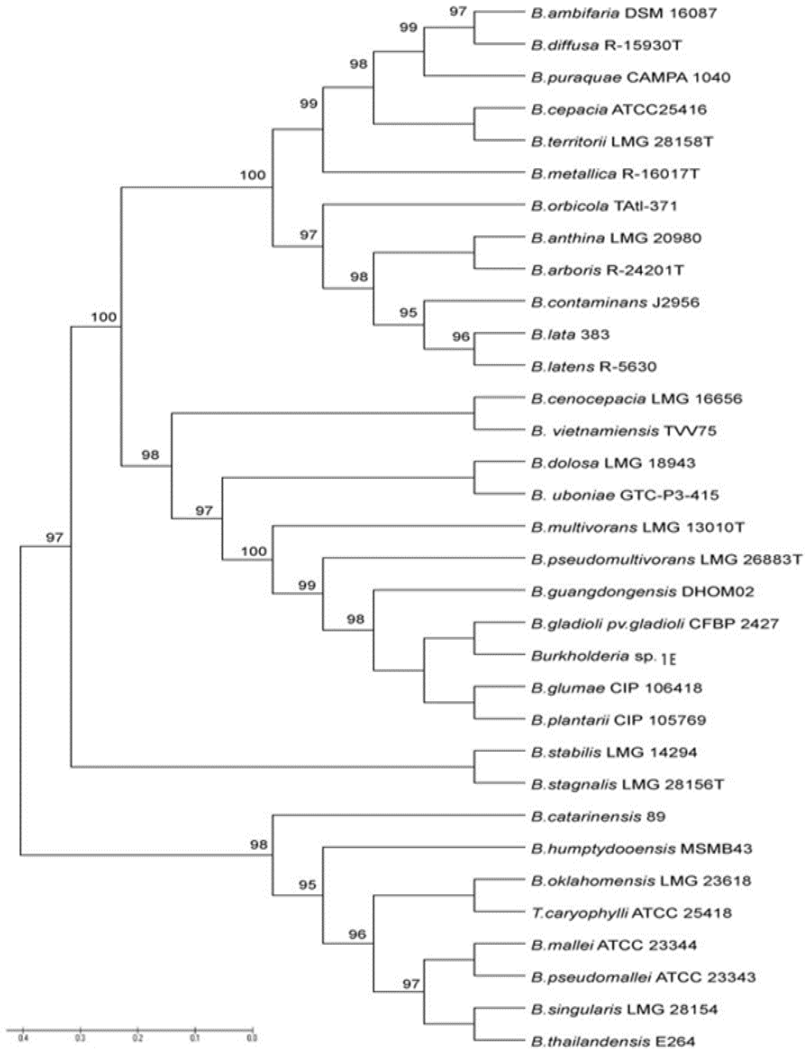 97
B.ambifaria DSM 16087
99
B.diffusa R-15930T
98
B.puraquae CAMPA 1040
99
B.cepacia ATCC25416
B.territorii LMG 28158T
100
B.metallica R-16017T
B.orbicola TAtl-371
97
B.anthina LMG 20980
98
B.arboris R-24201T
B.contaminans J2956
95
100
96
B.lata 383
B.latens R-5630
B.cenocepacia LMG 16656
B. vietnamiensis TVV75
98
B.dolosa LMG 18943
B. uboniae GTC-P3-415
97
B.multivorans LMG 13010T
97
100
B.pseudomultivorans LMG 26883T
99
B.guangdongensis DHOM02
98
B.gladioli pv.gladioli CFBP 2427
Burkholderia sp. 1E
B.glumae CIP 106418
B.plantarii CIP 105769
B.stabilis LMG 14294
B.stagnalis LMG 28156T
B.catarinensis 89
98
B.humptydooensis MSMB43
95
B.oklahomensis LMG 23618
T.caryophylli ATCC 25418
96
B.mallei ATCC 23344
97
B.pseudomallei ATCC 23343
B.singularis LMG 28154
B.thailandensis E264
0.4 0.3 0.2 0.1 0.0